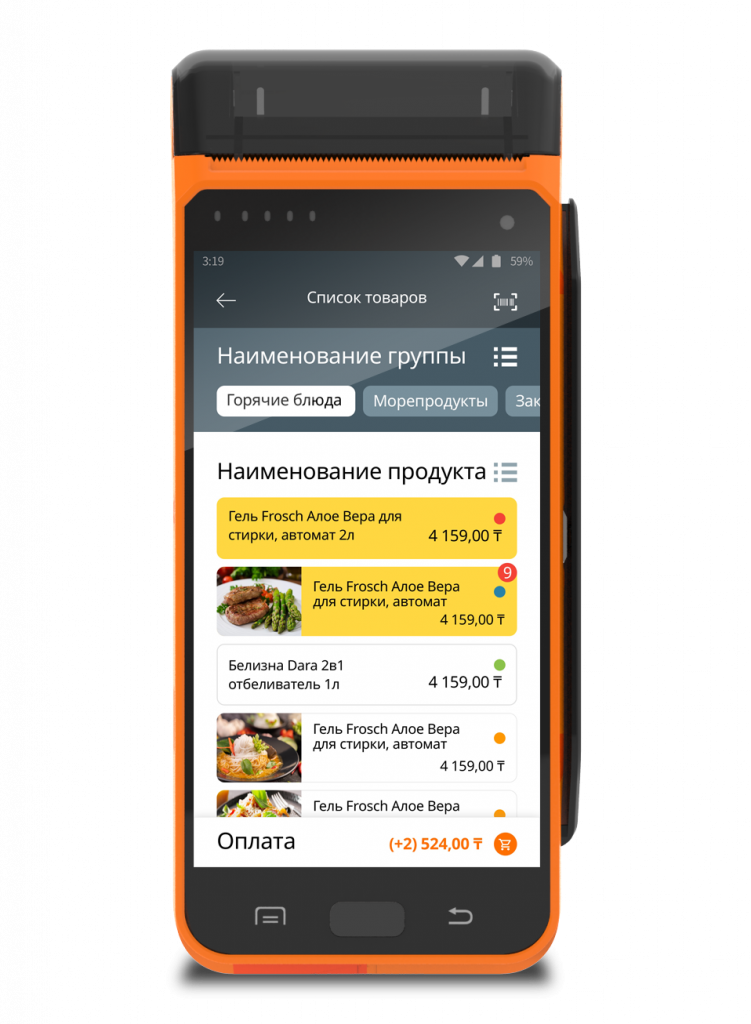 3:19
59%
Список товаров
Наименование группы
Горячие блюда
Морепродукты
Зак
Наименование продукта
Гель Frosch Алое Вера для
стирки, автомат 2л
4 159,00 ₸
9
Гель Frosch Алое Вера
для стирки, автомат
4 159,00 ₸
Белизна Dara 2в1
отбеливатель 1л
4 159,00 ₸
Гель Frosch Алое Вера
для стирки, автомат
4 159,00 ₸
Гель Frosch Алое Вера
Оплата
(+2) 524,00 ₸